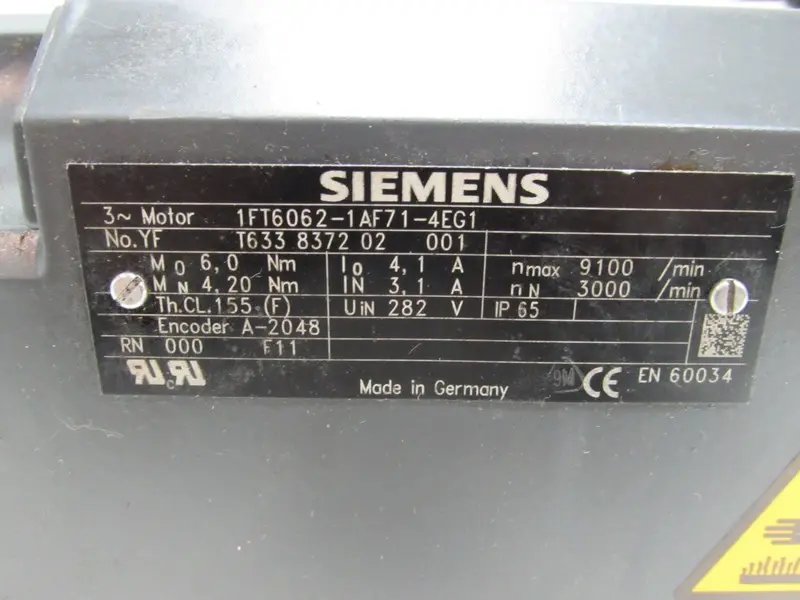 SIEMENS
3~ Motor 1FT6062-1AF71-4EG1
No.YF T633 8372 02 001
M0 6,0 Nm I0 4,1 A nmax 9100 /min
MN 4,20 Nm IN 3,1 A nN 3000 /min
Th.CL.155 (F) UiN 282 V IP 65
Encoder A-2048
RN 000 F11
Made in Germany 9M CE EN 60034